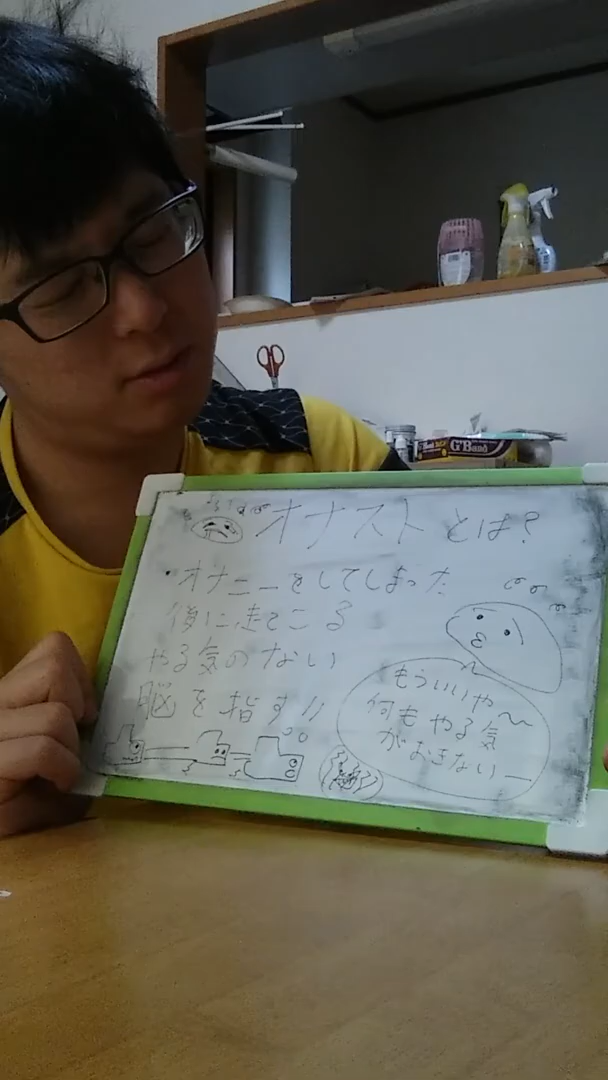 オナストとは?
・オナニーをしてしまった
後に起こる
やる気のない
脳を指す!!
もういいや〜
何もやる気
がおきないー
G'Band